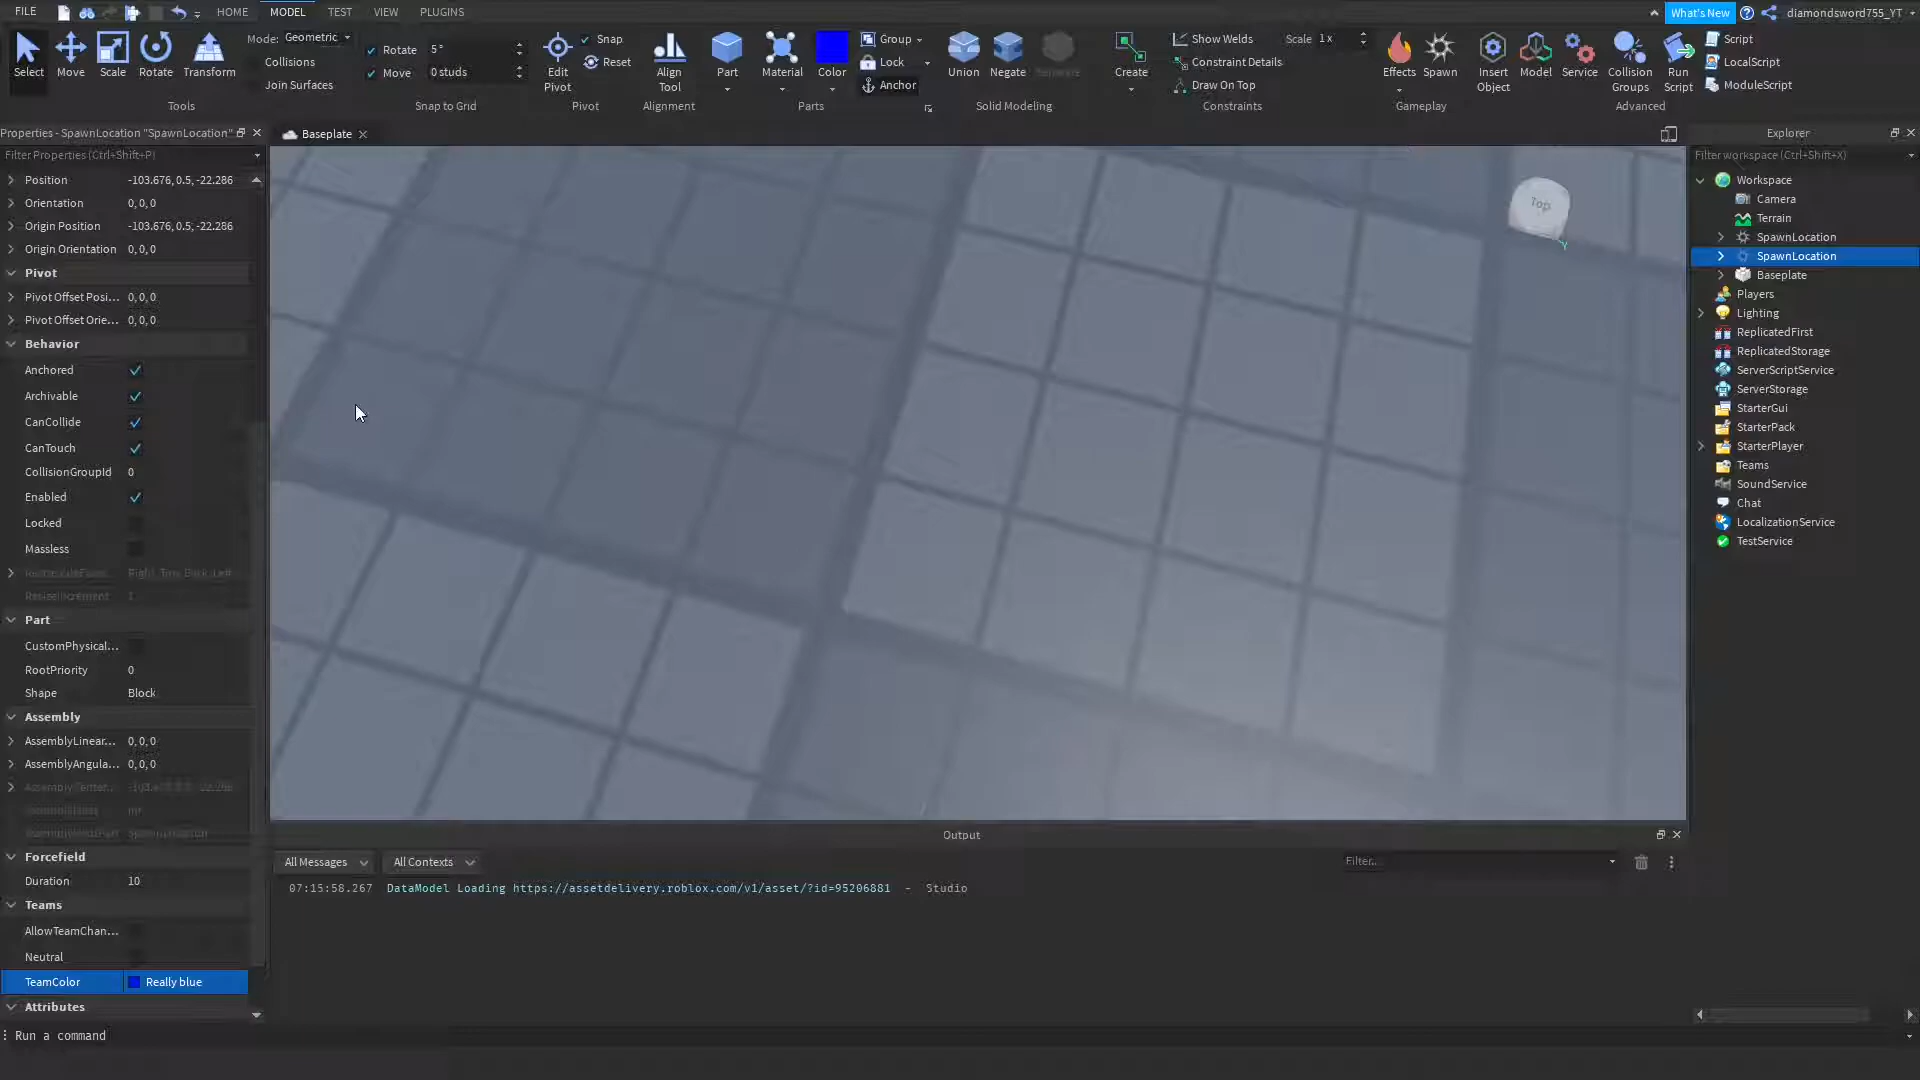 FILE HOME MODEL TEST VIEW PLUGINS What's New diamondsword755_YT
Select Move Scale Rotate Transform
Mode: Geometric
Collisions
Join Surfaces
Rotate 5°
Move 0 studs
Edit Pivot
Snap
Reset
Align Tool
Part Material Color
Group
Lock
Anchor
Union Negate Separate
Create
Show Welds Scale 1x
Constraint Details
Draw On Top
Effects Spawn
Insert Object Model Service Collision Groups Run Script
Script
LocalScript
ModuleScript
Tools Snap to Grid Pivot Alignment Parts Solid Modeling Constraints Gameplay Advanced
Properties - SpawnLocation "SpawnLocation"
Filter Properties (Ctrl+Shift+P)
Position -103.676, 0.5, -22.286
Orientation 0, 0, 0
Origin Position -103.676, 0.5, -22.286
Origin Orientation 0, 0, 0
Pivot
Pivot Offset Posi... 0, 0, 0
Pivot Offset Orie... 0, 0, 0
Behavior
Anchored
Archivable
CanCollide
CanTouch
CollisionGroupId 0
Enabled
Locked
Massless
ResizeIncrement 1
Part
CustomPhysical...
RootPriority 0
Shape Block
Assembly
AssemblyLinear... 0, 0, 0
AssemblyAngula... 0, 0, 0
Forcefield
Duration 10
Teams
AllowTeamChan...
Neutral
TeamColor Really blue
Attributes
Run a command
Baseplate
Top
Y
Output
All Messages All Contexts Filter...
07:15:58.267 DataModel Loading https://assetdelivery.roblox.com/v1/asset/?id=95206881 - Studio
Explorer
Filter workspace (Ctrl+Shift+X)
Workspace
Camera
Terrain
SpawnLocation
SpawnLocation
Baseplate
Players
Lighting
ReplicatedFirst
ReplicatedStorage
ServerScriptService
ServerStorage
StarterGui
StarterPack
StarterPlayer
Teams
SoundService
Chat
LocalizationService
TestService